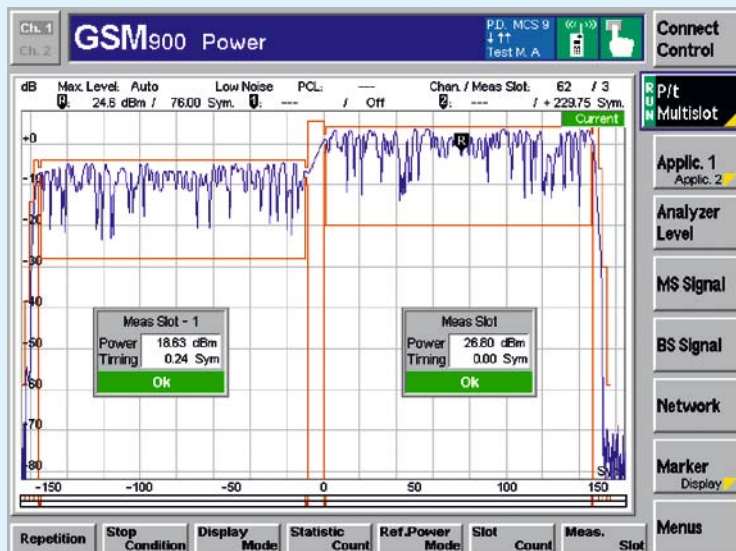 Ch. 1
Ch. 2
GSM900 Power
P.D. MCS 9
↓ ↑↑
Test M. A
Connect
Control
dB Max. Level: Auto Low Noise PCL: --- Chan. / Meas Slot: 62 / 3
R: 24.6 dBm / 76.00 Sym. 1: --- / Off 2: --- / + 229.75 Sym.
Current
RUN
P/t
Multislot
Applic. 1
Applic. 2
Analyzer
Level
MS Signal
BS Signal
Network
Marker
Display
Menus
+0
-10
-20
-30
-40
-50
-60
-70
-80
R
Meas Slot - 1
Power 18.63 dBm
Timing 0.24 Sym
Ok
Meas Slot
Power 26.80 dBm
Timing 0.00 Sym
Ok
-150 -100 -50 0 50 100 150
Repetition
Stop
Condition
Display
Mode
Statistic
Count
Ref.Power
Mode
Slot
Count
Meas.
Slot